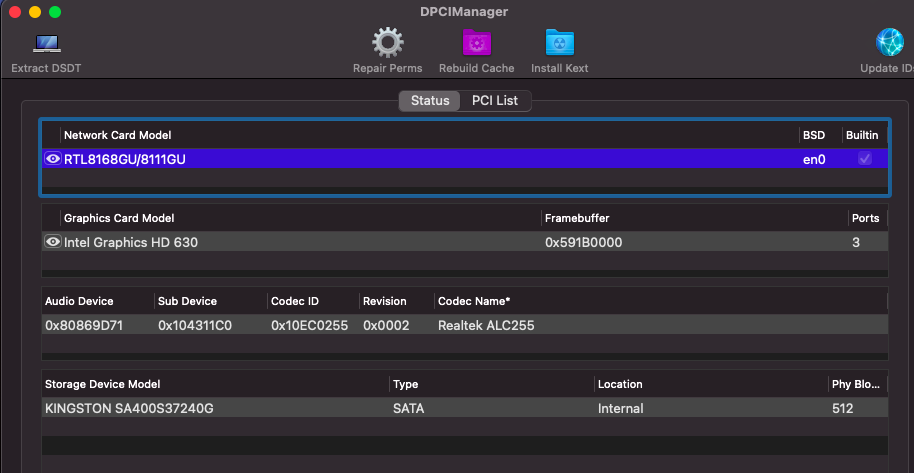 DPCIManager
Extract DSDT
Repair Perms Rebuild Cache Install Kext
Update IDs
Status PCI List
Network Card Model BSD Builtin
RTL8168GU/8111GU en0
Graphics Card Model Framebuffer Ports
Intel Graphics HD 630 0x591B0000 3
Audio Device Sub Device Codec ID Revision Codec Name*
0x80869D71 0x104311C0 0x10EC0255 0x0002 Realtek ALC255
Storage Device Model Type Location Phy Blo...
KINGSTON SA400S37240G SATA Internal 512